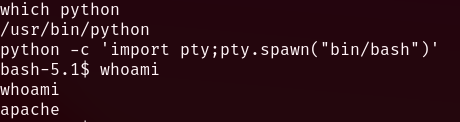 which python
/usr/bin/python
python -c 'import pty;pty.spawn("bin/bash")'
bash-5.1$ whoami
whoami
apache